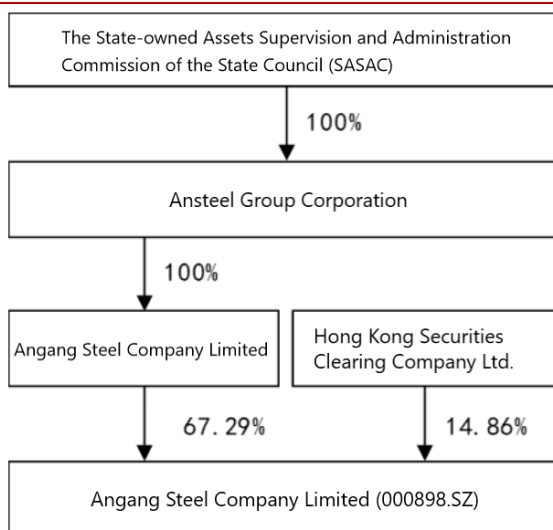 The State-owned Assets Supervision and Administration
Commission of the State Council (SASAC)
100%
Ansteel Group Corporation
100%
Angang Steel Company Limited
Hong Kong Securities
Clearing Company Ltd.
67.29%
14.86%
Angang Steel Company Limited (000898.SZ)